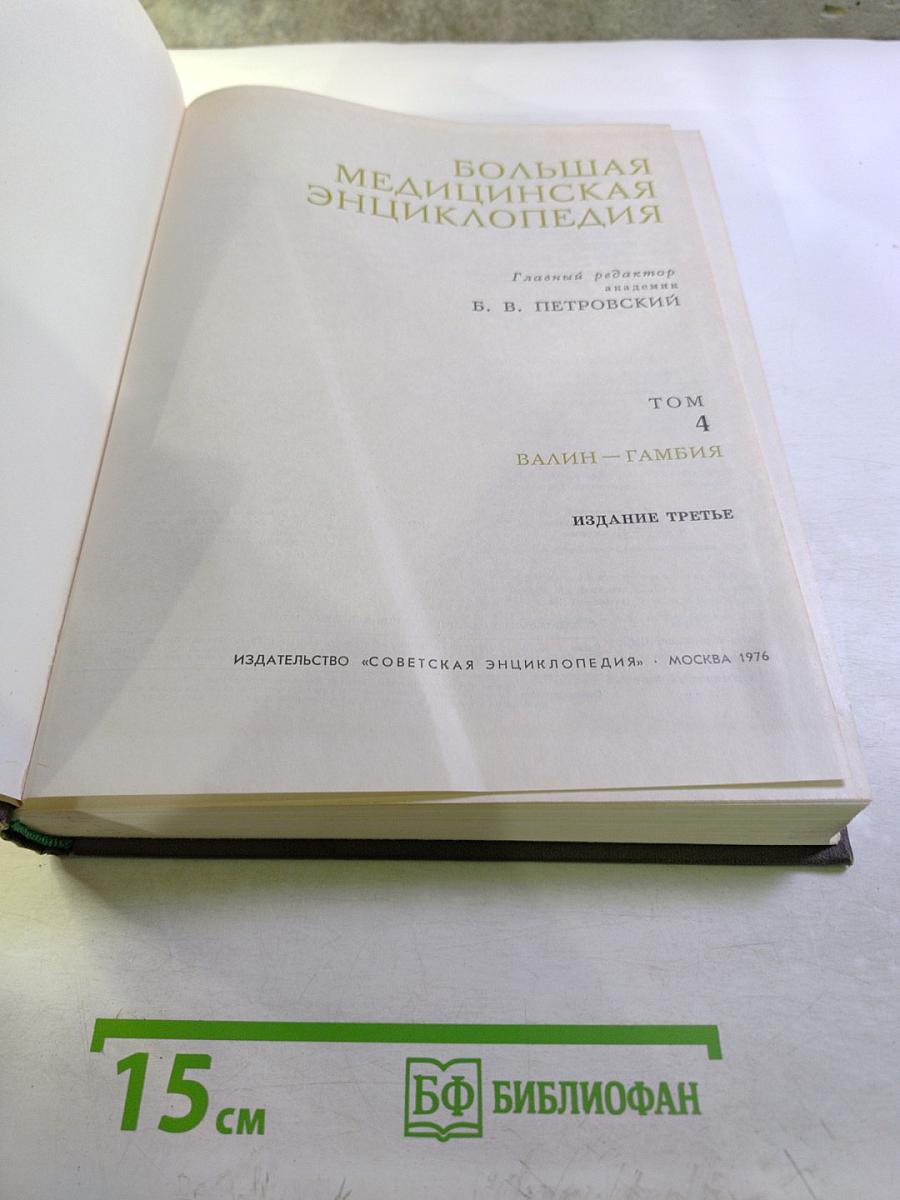 БОЛЬШАЯ
МЕДИЦИНСКАЯ
ЭНЦИКЛОПЕДИЯ
Главный редактор
академик
Б. В. ПЕТРОВСКИЙ
ТОМ
4
ВАЛИН — ГАМБИЯ
ИЗДАНИЕ ТРЕТЬЕ
ИЗДАТЕЛЬСТВО «СОВЕТСКАЯ ЭНЦИКЛОПЕДИЯ» · МОСКВА 1976
15 см
БФ БИБЛИОФАН